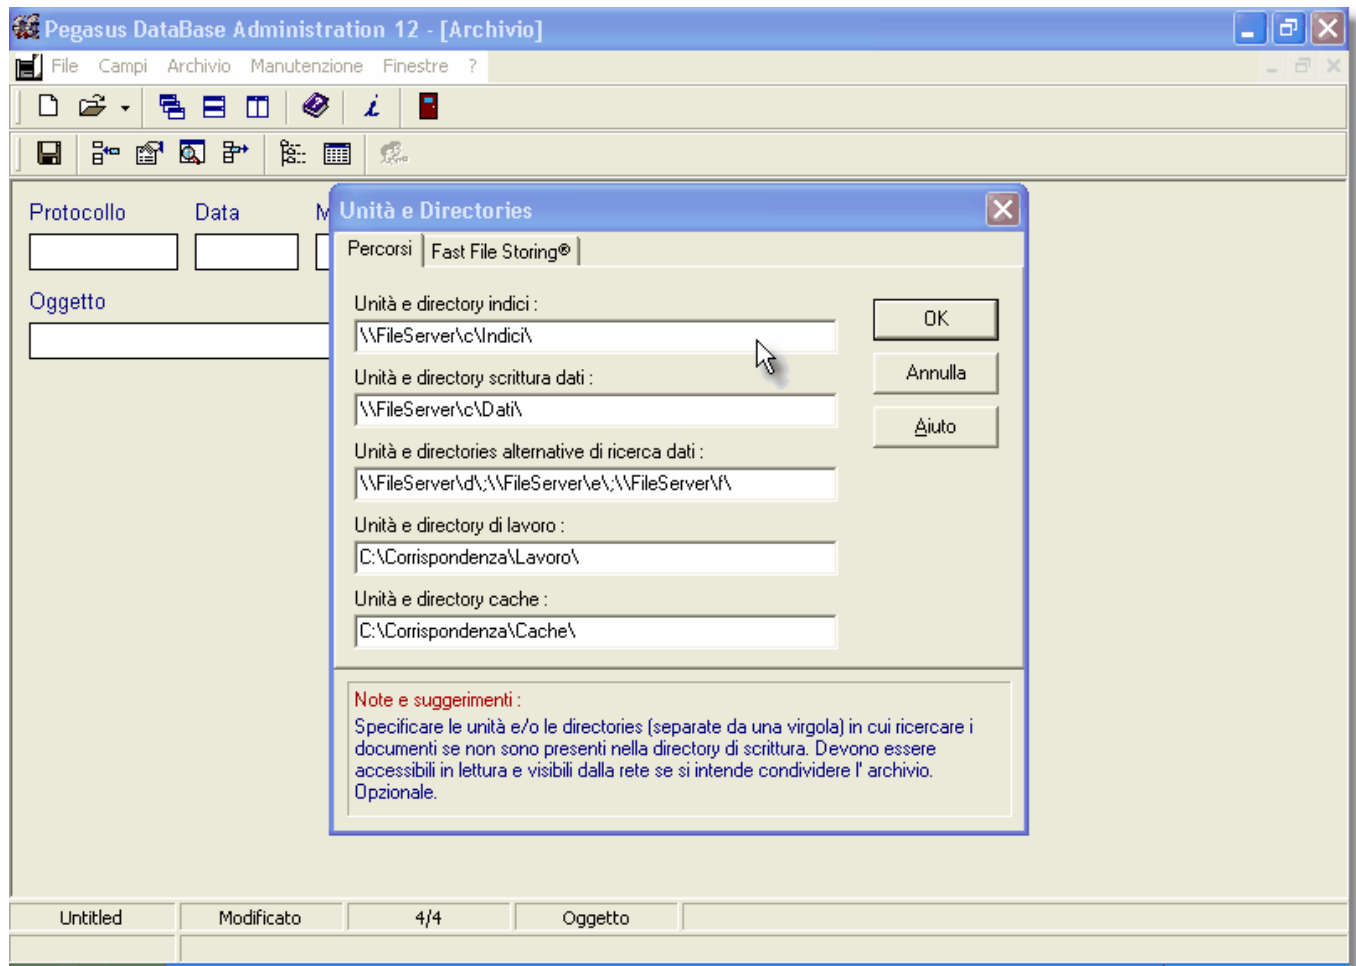 Pegasus DataBase Administration 12 - [Archivio]
File Campi Archivio Manutenzione Finestre ?
Protocollo Data M
Oggetto
Unità e Directories
Percorsi Fast File Storing®
Unità e directory indici :
\\FileServer\c\Indici\
OK
Unità e directory scrittura dati :
Annulla
\\FileServer\c\Dati\
Aiuto
Unità e directories alternative di ricerca dati :
\\FileServer\d\;\\FileServer\e\;\\FileServer\f\
Unità e directory di lavoro :
C:\Corrispondenza\Lavoro\
Unità e directory cache :
C:\Corrispondenza\Cache\
Note e suggerimenti :
Specificare le unità e/o le directories (separate da una virgola) in cui ricercare i
documenti se non sono presenti nella directory di scrittura. Devono essere
accessibili in lettura e visibili dalla rete se si intende condividere l' archivio.
Opzionale.
Untitled Modificato 4/4 Oggetto